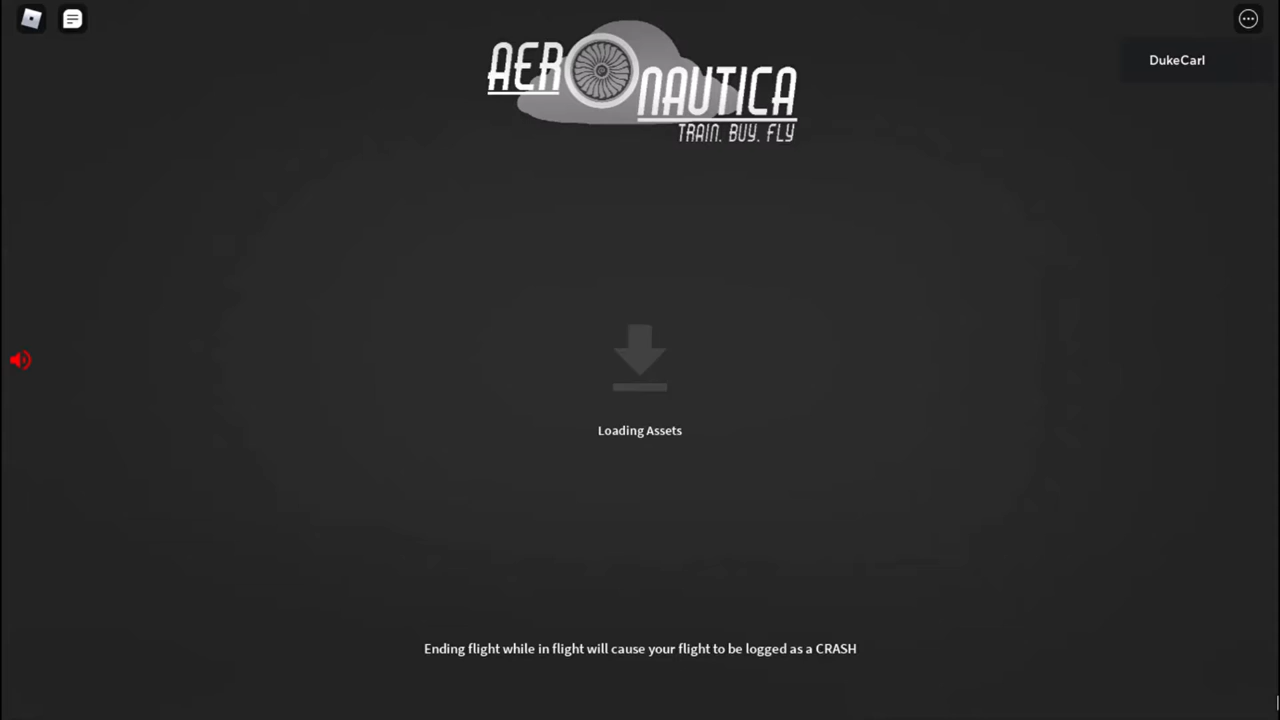 AERONAUTICA
TRAIN. BUY. FLY
DukeCarl
Loading Assets
Ending flight while in flight will cause your flight to be logged as a CRASH